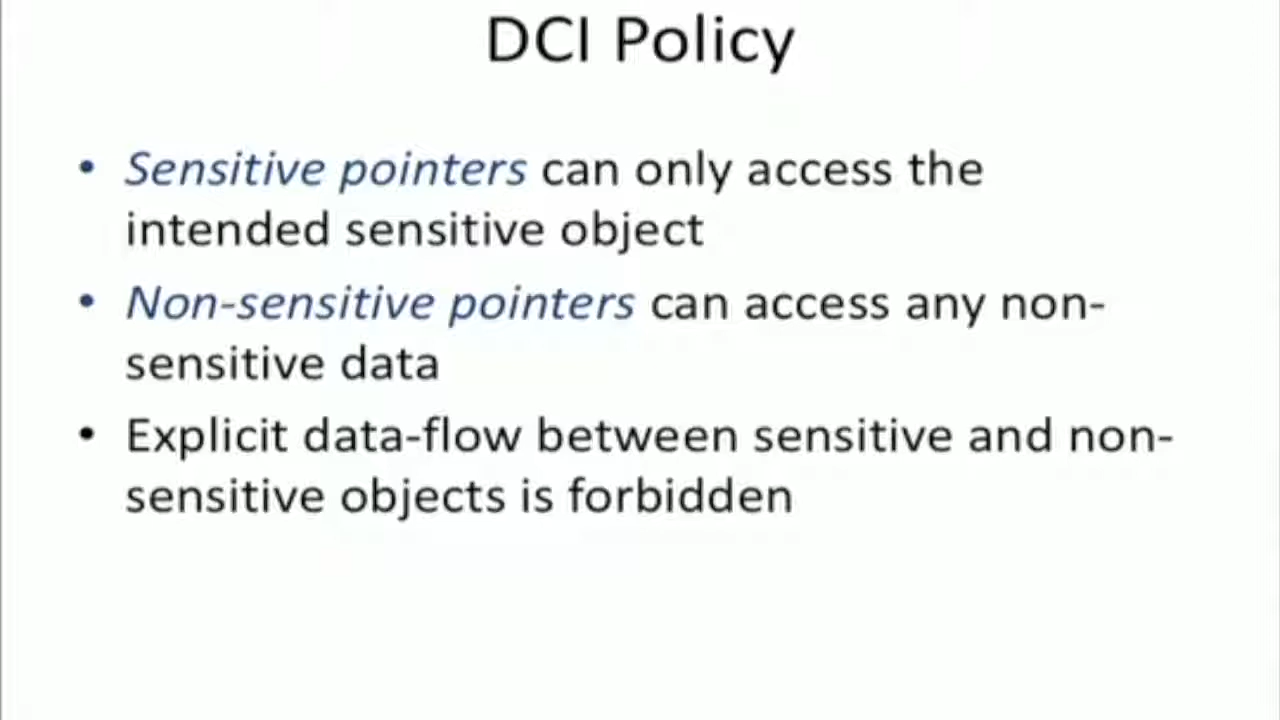 DCI Policy
• Sensitive pointers can only access the
intended sensitive object
• Non-sensitive pointers can access any non-
sensitive data
• Explicit data-flow between sensitive and non-
sensitive objects is forbidden